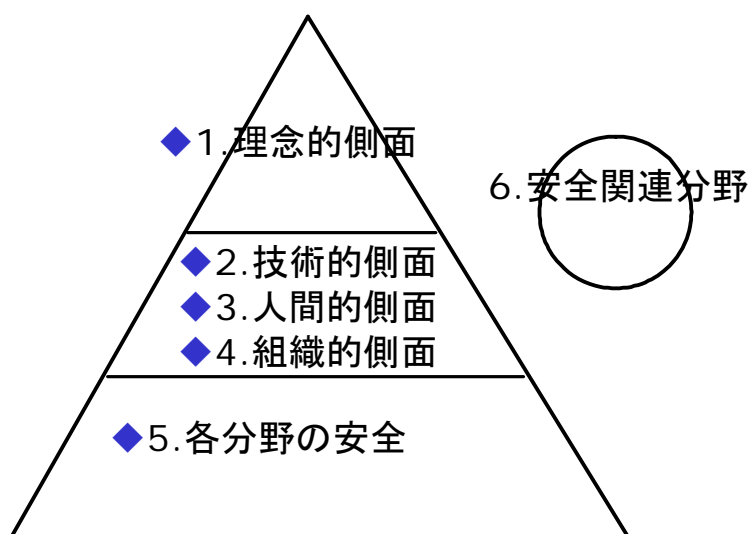 ◆1.理念的側面
6.安全関連分野
◆2.技術的側面
◆3.人間的側面
◆4.組織的側面
◆5.各分野の安全